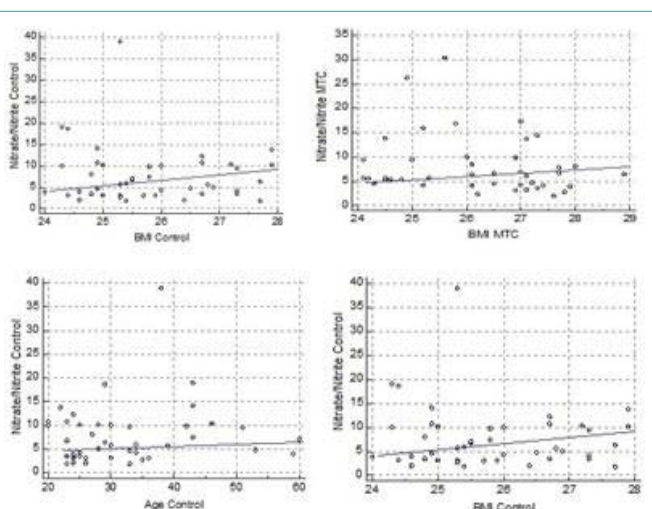 Nitrate/Nitrite Control
40
35
30
25
20
15
10
5
0
24 25 26 27 28
BMI Control
Nitrate/Nitrite MTC
35
30
25
20
15
10
5
0
24 25 26 27 28 29
BMI MTC
Nitrate/Nitrite Control
40
35
30
25
20
15
10
5
0
20 30 40 50 60
Age Control
Nitrate/Nitrite Control
40
35
30
25
20
15
10
5
0
24 25 26 27 28
BMI Control